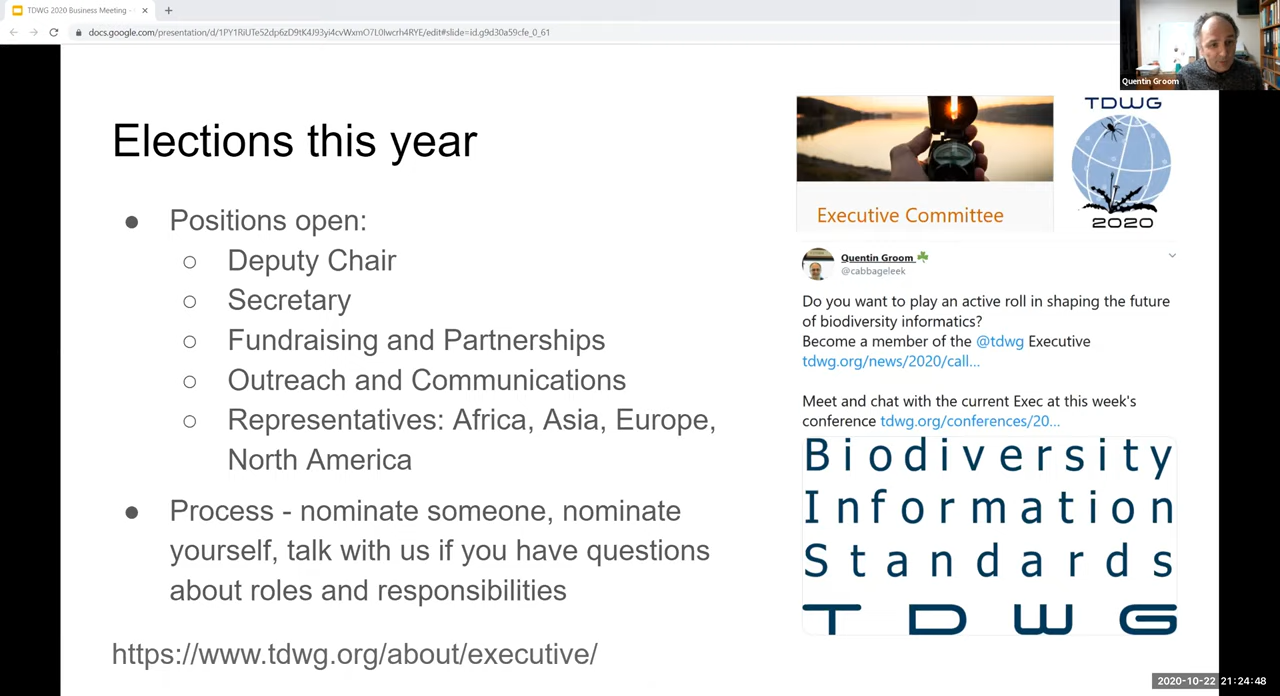 TDWG 2020 Business Meeting -
docs.google.com/presentation/d/1PY1RiUTe52dp6zD9tK4J93yi4cvWxmO7L0Iwcrh4RYE/edit#slide=id.g9d30a59cfe_0_61
Quentin Groom
Elections this year
● Positions open:
○ Deputy Chair
○ Secretary
○ Fundraising and Partnerships
○ Outreach and Communications
○ Representatives: Africa, Asia, Europe,
North America
● Process - nominate someone, nominate
yourself, talk with us if you have questions
about roles and responsibilities
https://www.tdwg.org/about/executive/
Executive Committee
TDWG
2020
Quentin Groom
@cabbageleek
Do you want to play an active roll in shaping the future
of biodiversity informatics?
Become a member of the @tdwg Executive
tdwg.org/news/2020/call...
Meet and chat with the current Exec at this week's
conference tdwg.org/conferences/20...
Biodiversity
Information
Standards
TDWG
2020-10-22 21:24:48